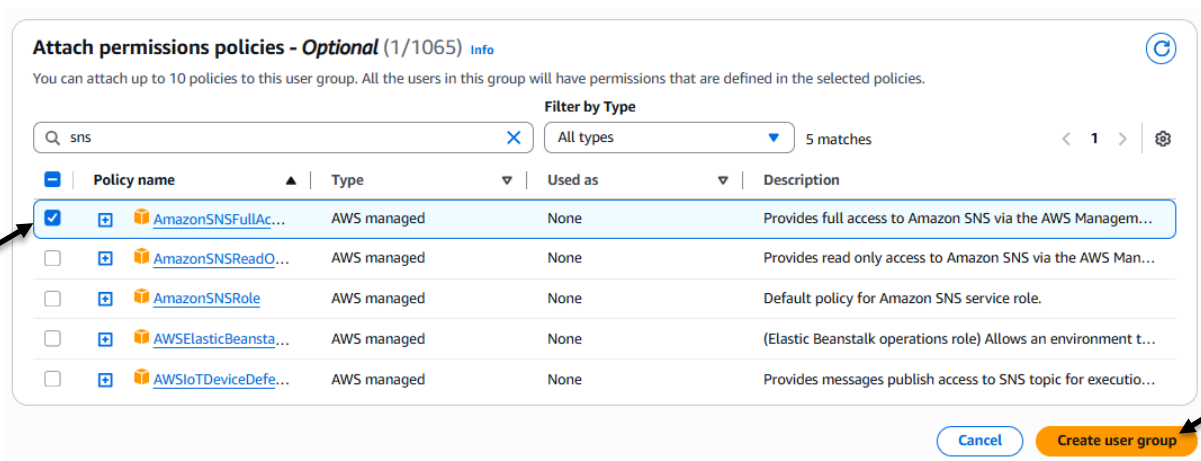 Attach permissions policies - Optional (1/1065) Info
You can attach up to 10 policies to this user group. All the users in this group will have permissions that are defined in the selected policies.
Filter by Type
sns All types 5 matches 1
Policy name Type Used as Description
AmazonSNSFullAc... AWS managed None Provides full access to Amazon SNS via the AWS Managem...
AmazonSNSReadO... AWS managed None Provides read only access to Amazon SNS via the AWS Man...
AmazonSNSRole AWS managed None Default policy for Amazon SNS service role.
AWSElasticBeansta... AWS managed None (Elastic Beanstalk operations role) Allows an environment t...
AWSIoTDeviceDefe... AWS managed None Provides messages publish access to SNS topic for executio...
Cancel Create user group